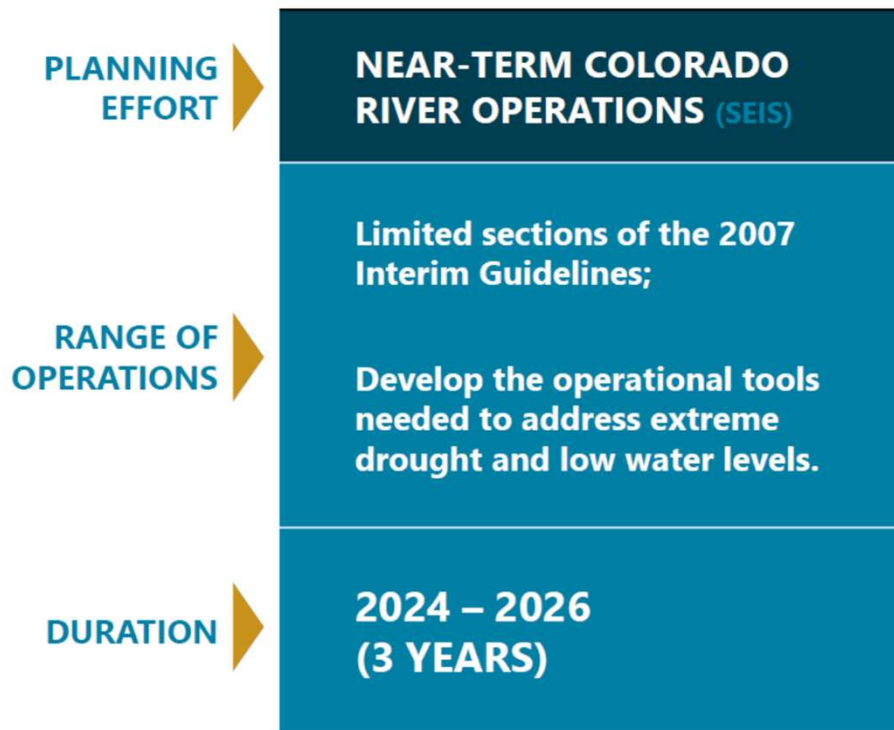 PLANNING
EFFORT
NEAR-TERM COLORADO
RIVER OPERATIONS (SEIS)
RANGE OF
OPERATIONS
Limited sections of the 2007
Interim Guidelines;
Develop the operational tools
needed to address extreme
drought and low water levels.
DURATION
2024 – 2026
(3 YEARS)